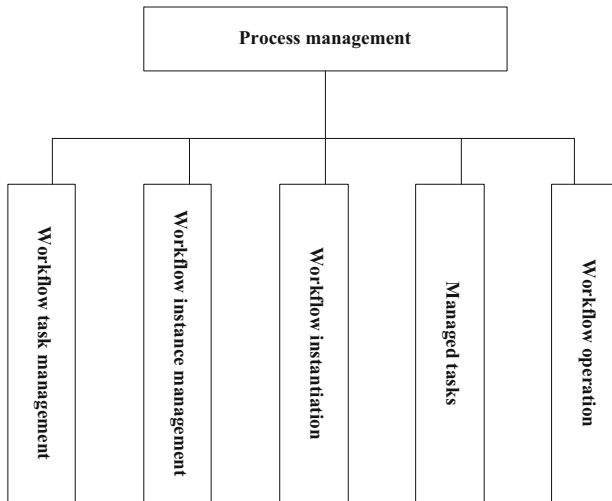 Process management
Workflow task management
Workflow instance management
Workflow instantiation
Managed tasks
Workflow operation